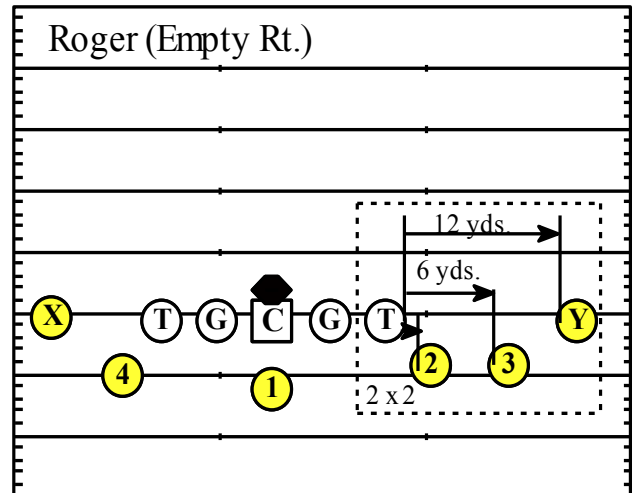 Roger (Empty Rt.)
12 yds.
6 yds.
X T G C G T Y
4 1 2 3
2 x 2